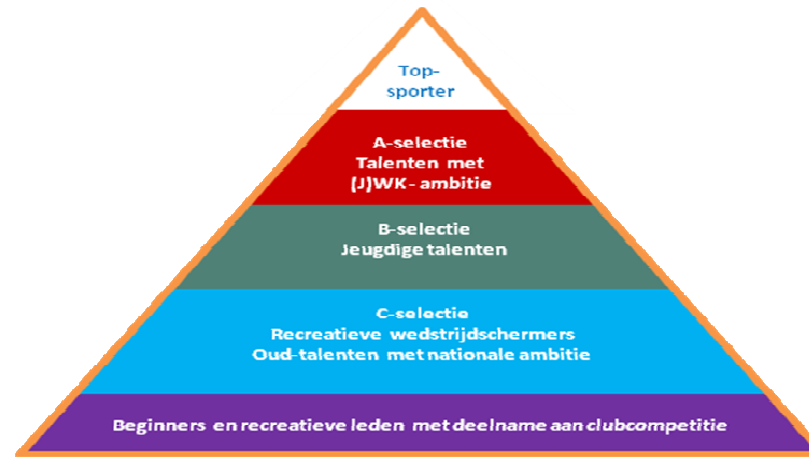 Top-
sporter
A-selectie
Talenten met
(J)WK- ambitie
B-selectie
Jeugdige talenten
C-selectie
Recreatieve wedstrijdschermers
Oud-talenten met nationale ambitie
Beginners en recreatieve leden met deelname aan clubcompetitie